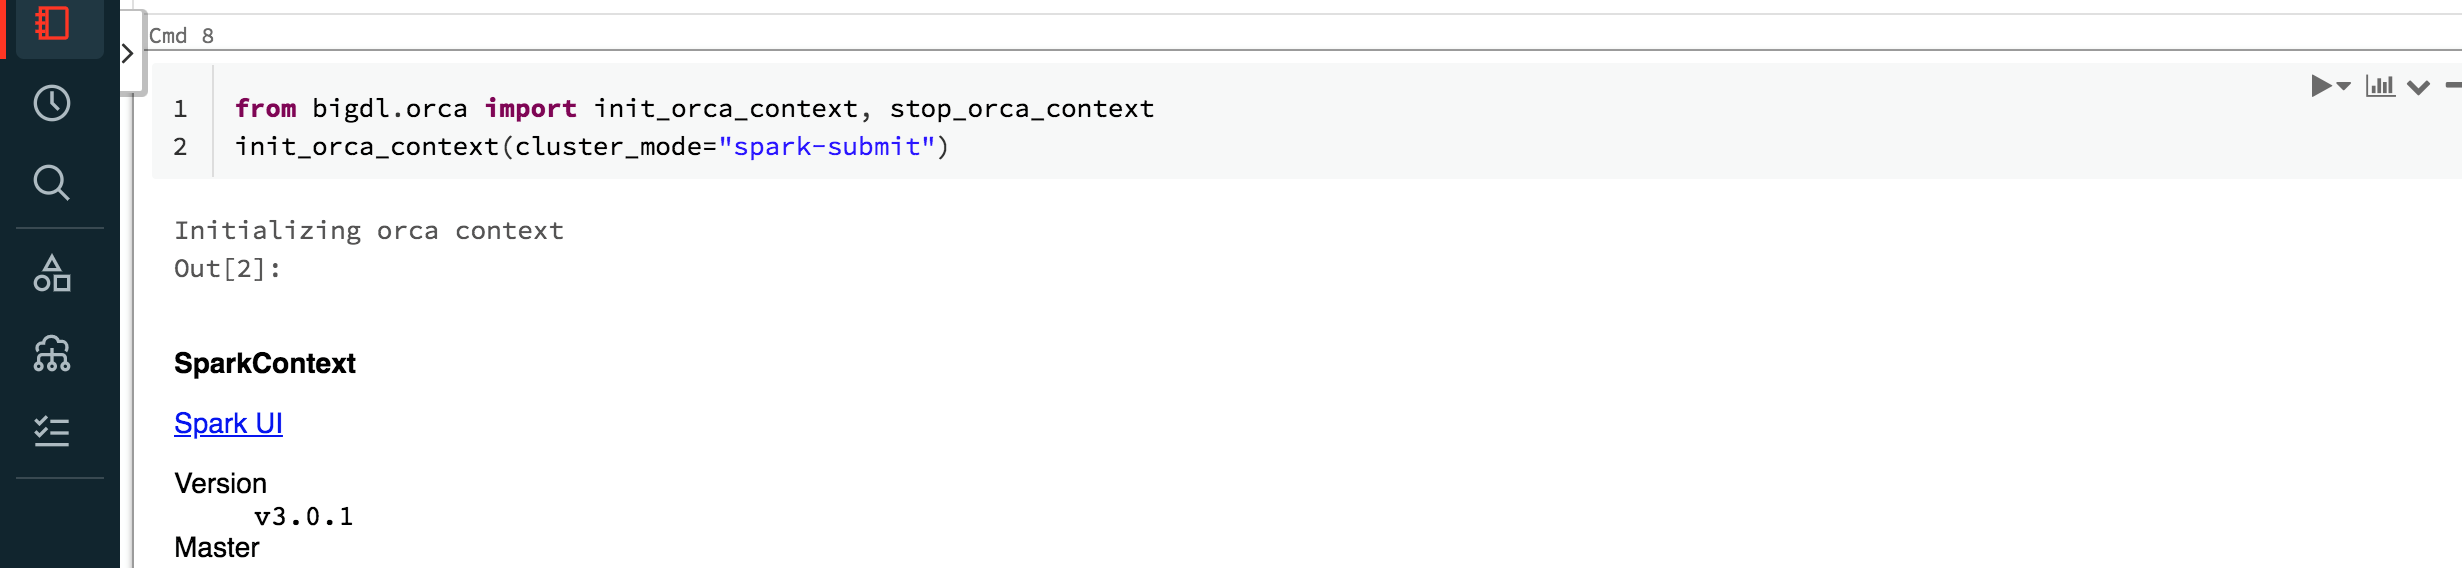 Cmd 8
1 from bigdl.orca import init_orca_context, stop_orca_context
2 init_orca_context(cluster_mode="spark-submit")
Initializing orca context
Out[2]:
SparkContext
Spark UI
Version
v3.0.1
Master